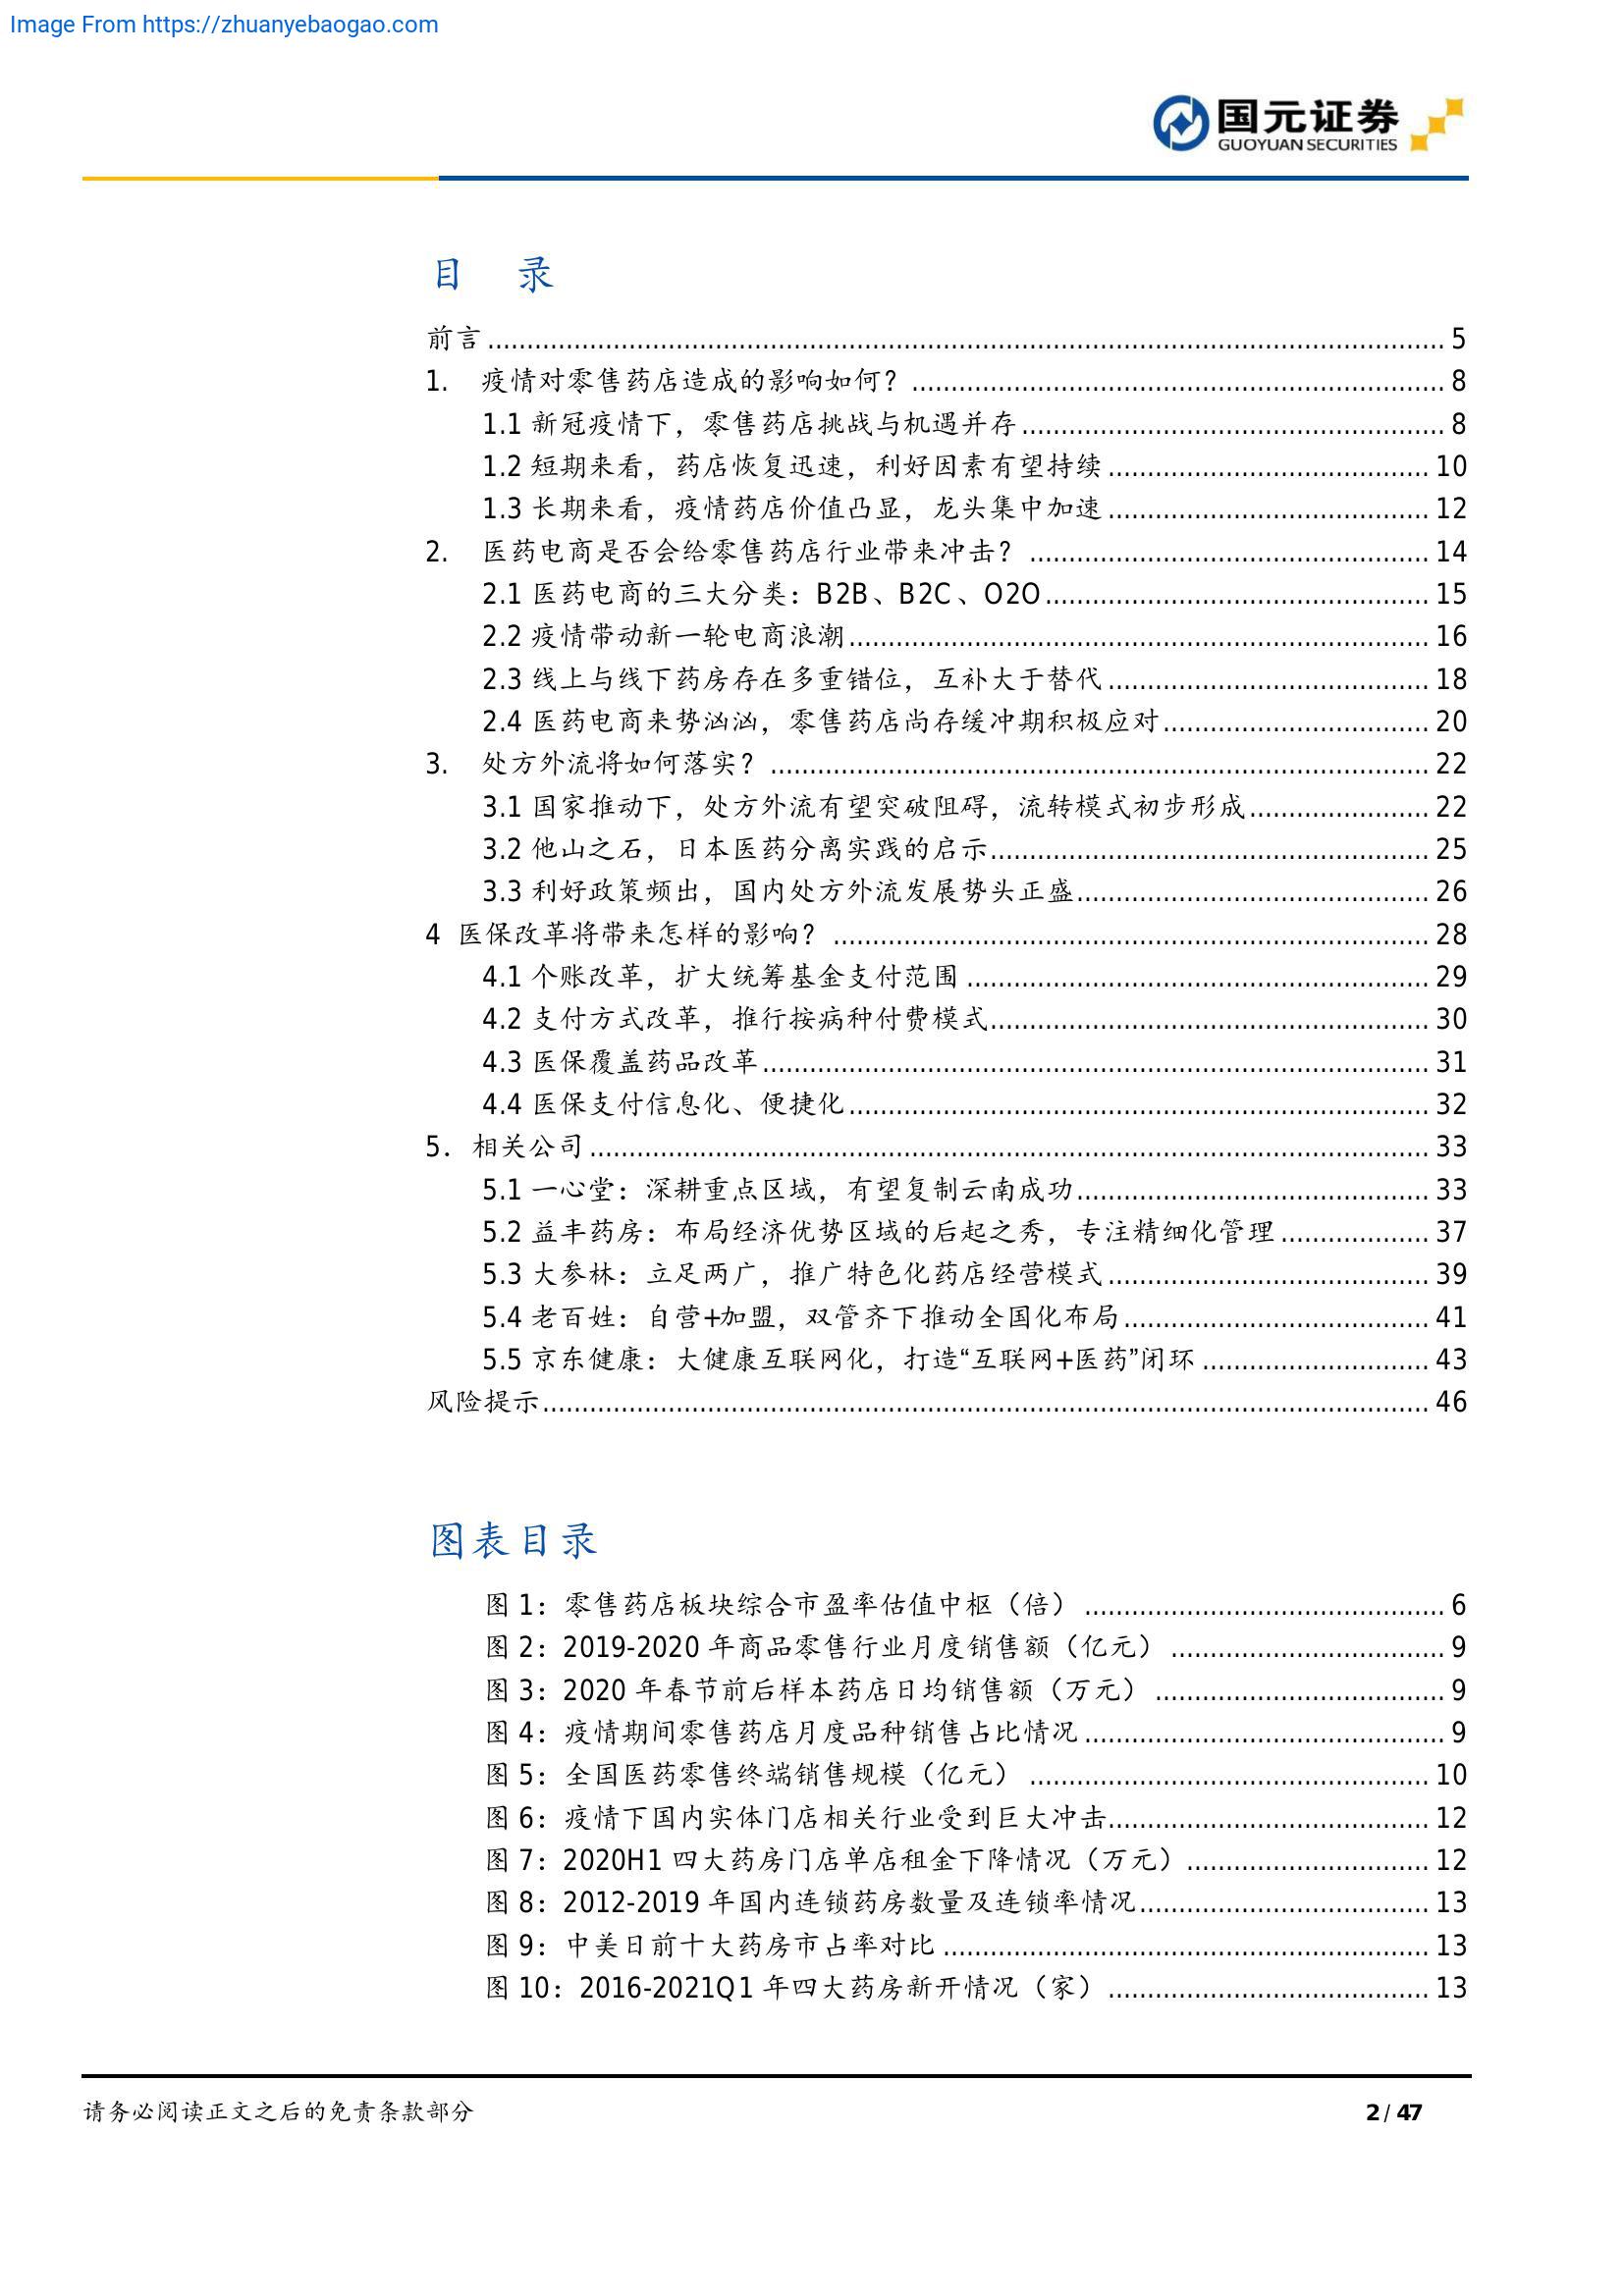 Image From https://zhuanyebaogao.com
国元证券
GUOYUAN SECURITIES
目 录
前言 ........ 5
1. 疫情对零售药店造成的影响如何？ ........ 8
1.1 新冠疫情下，零售药店挑战与机遇并存 ........ 8
1.2 短期来看，药店恢复迅速，利好因素有望持续 ........ 10
1.3 长期来看，疫情药店价值凸显，龙头集中加速 ........ 12
2. 医药电商是否会给零售药店行业带来冲击？ ........ 14
2.1 医药电商的三大分类：B2B、B2C、O2O ........ 15
2.2 疫情带动新一轮电商浪潮 ........ 16
2.3 线上与线下药房存在多重错位，互补大于替代 ........ 18
2.4 医药电商来势汹汹，零售药店尚存缓冲期积极应对 ........ 20
3. 处方外流将如何落实？ ........ 22
3.1 国家推动下，处方外流有望突破阻碍，流转模式初步形成 ........ 22
3.2 他山之石，日本医药分离实践的启示 ........ 25
3.3 利好政策频出，国内处方外流发展势头正盛 ........ 26
4 医保改革将带来怎样的影响？ ........ 28
4.1 个账改革，扩大统筹基金支付范围 ........ 29
4.2 支付方式改革，推行按病种付费模式 ........ 30
4.3 医保覆盖药品改革 ........ 31
4.4 医保支付信息化、便捷化 ........ 32
5. 相关公司 ........ 33
5.1 一心堂：深耕重点区域，有望复制云南成功 ........ 33
5.2 益丰药房：布局经济优势区域的后起之秀，专注精细化管理 ........ 37
5.3 大参林：立足两广，推广特色化药店经营模式 ........ 39
5.4 老百姓：自营+加盟，双管齐下推动全国化布局 ........ 41
5.5 京东健康：大健康互联网化，打造“互联网+医药”闭环 ........ 43
风险提示 ........ 46
图表目录
图 1：零售药店板块综合市盈率估值中枢（倍） ........ 6
图 2：2019-2020 年商品零售行业月度销售额（亿元） ........ 9
图 3：2020 年春节前后样本药店日均销售额（万元） ........ 9
图 4：疫情期间零售药店月度品种销售占比情况 ........ 9
图 5：全国医药零售终端销售规模（亿元） ........ 10
图 6：疫情下国内实体门店相关行业受到巨大冲击 ........ 12
图 7：2020H1 四大药房门店单店租金下降情况（万元） ........ 12
图 8：2012-2019 年国内连锁药房数量及连锁率情况 ........ 13
图 9：中美日前十大药房市占率对比 ........ 13
图 10：2016-2021Q1 年四大药房新开情况（家） ........ 13
请务必阅读正文之后的免责条款部分
2 / 47